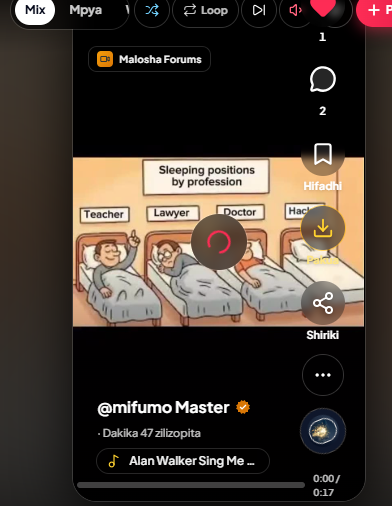 Mix
Mpya
Loop
1
Malosha Forums
2
Hifadhi
Sleeping positions
by profession
Teacher
Lawyer
Doctor
Shiriki
@mifumo Master
· Dakika 47 zilizopita
Alan Walker Sing Me ...
0:00 /
0:17